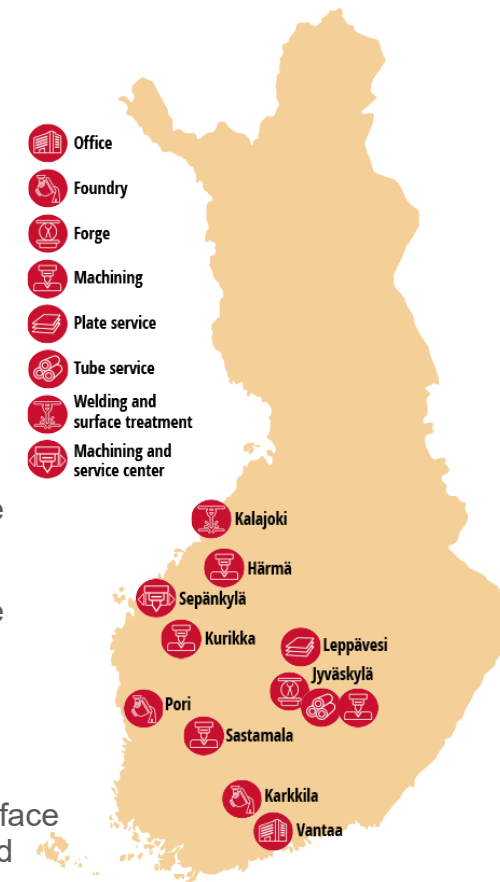 Office
Foundry
Forge
Machining
Plate service
Tube service
Welding and
surface treatment
Machining and
service center
e
Kalajoki
Härmä
Sepänkylä
e
Kurikka
Leppävesi
Jyväskylä
Pori
Sastamala
Karkkila
face
Vantaa
d